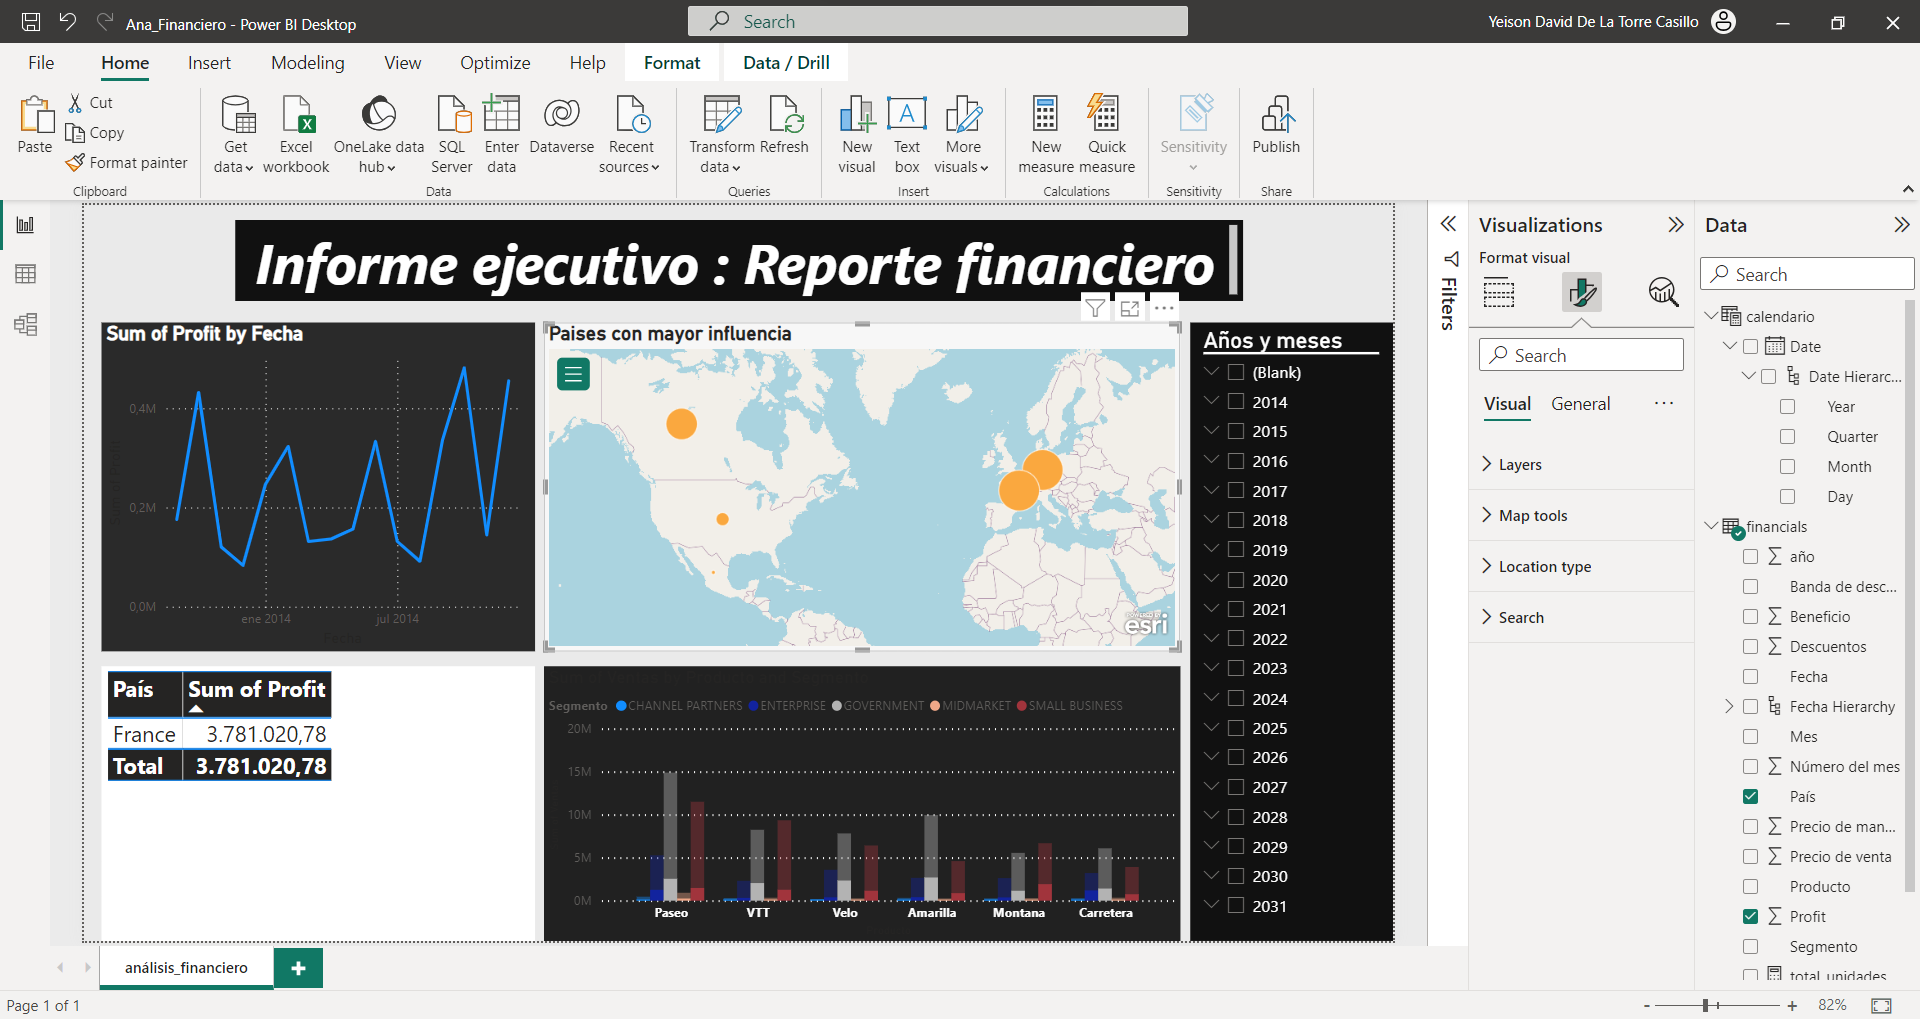 Ana_Financiero - Power BI Desktop
Search
Yeison David De La Torre Casillo
File Home Insert Modeling View Optimize Help Format Data / Drill
Paste
Cut
Copy
Format painter
Clipboard
Get data
Excel workbook
OneLake data hub
SQL Server
Enter data
Dataverse
Recent sources
Data
Transform data
Refresh
Queries
New visual
Text box
More visuals
Insert
New measure
Quick measure
Calculations
Sensitivity
Sensitivity
Publish
Share
Informe ejecutivo : Reporte financiero
Sum of Profit by Fecha
0,4M
0,2M
0,0M
ene 2014 jul 2014
Fecha
Paises con mayor influencia
POWERED BY
esri
Años y meses
(Blank)
2014
2015
2016
2017
2018
2019
2020
2021
2022
2023
2024
2025
2026
2027
2028
2029
2030
2031
País Sum of Profit
France 3.781.020,78
Total 3.781.020,78
Segmento CHANNEL PARTNERS ENTERPRISE GOVERNMENT MIDMARKET SMALL BUSINESS
20M
15M
10M
5M
0M
Paseo VTT Velo Amarilla Montana Carretera
Filters
Visualizations
Format visual
Search
Visual General
Layers
Map tools
Location type
Search
Data
Search
calendario
Date
Date Hierarc...
Year
Quarter
Month
Day
financials
año
Banda de desc...
Beneficio
Descuentos
Fecha
Fecha Hierarchy
Mes
Número del mes
País
Precio de man...
Precio de venta
Producto
Profit
Segmento
total_unidades
análisis_financiero
Page 1 of 1
82%